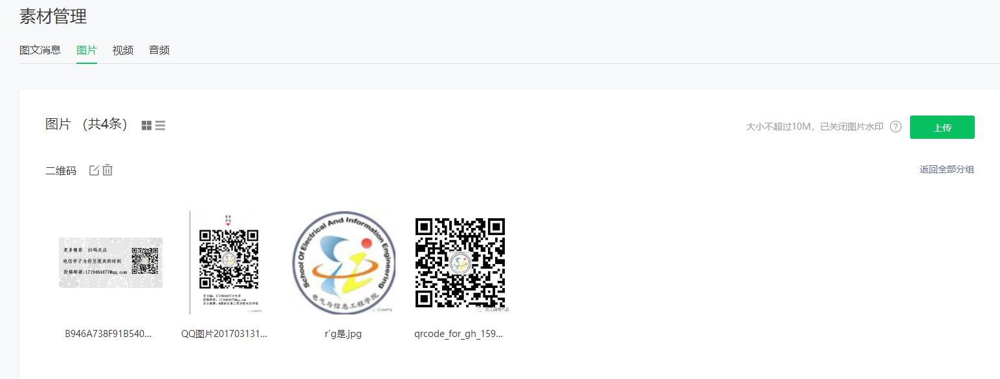 素材管理
图文消息 图片 视频 音频
图片 （共4条）
大小不超过10M，已关闭图片水印 ? 上传
二维码
返回全部分组
更多精彩 扫码关注
电信学子为你呈现美的时刻
投稿邮箱:1719464477@qq.com
School Of Electrical And Information Engineering
电气与信息工程学院
B946A738F91B540...
QQ图片201703131...
r'g是.jpg
qrcode_for_gh_159...